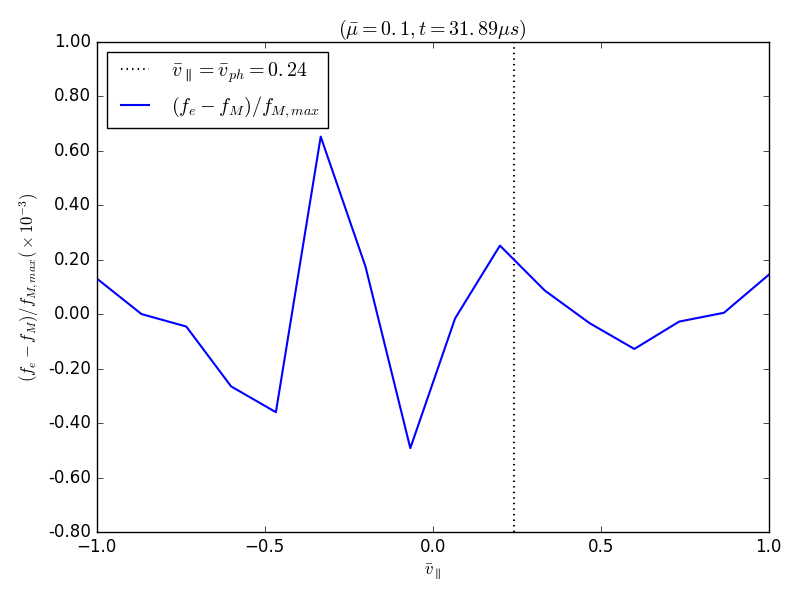 (μ̄ = 0.1, t = 31.89μs)
1.00
0.80
0.60
0.40
0.20
0.00
-0.20
-0.40
-0.60
-0.80
v̄∥ = v̄ph = 0.24
(fe − fM)/fM,max
(fe − fM)/fM,max(×10⁻³)
−1.0 −0.5 0.0 0.5 1.0
v̄∥